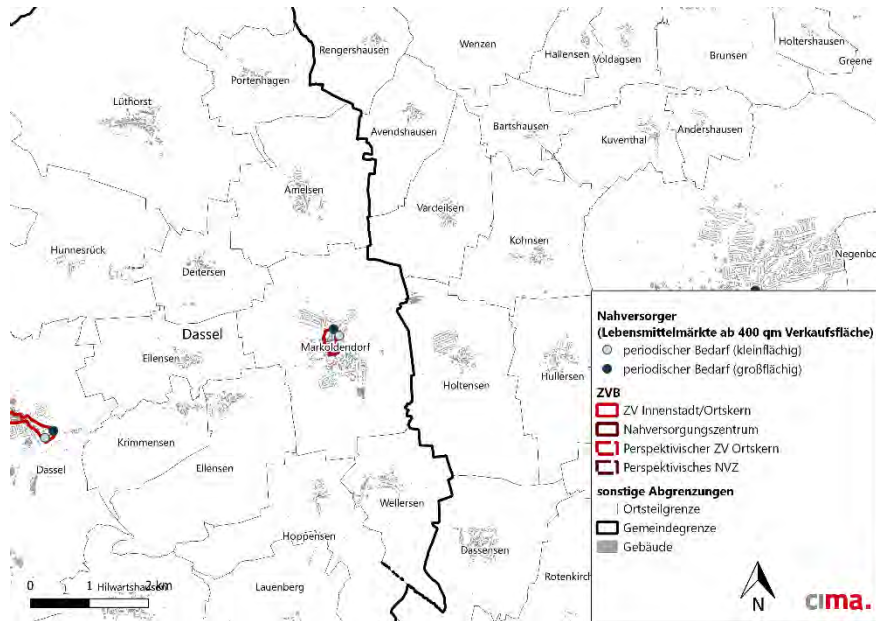 Rengershausen
Wenzen
Hallensen
Voldagsen
Brunsen
Holtershausen
Greene
Portenhagen
Lüthorst
Avendshausen
Bartshausen
Kuventhal
Andershausen
Amelsen
Vardeilsen
Kohnsen
Hunnesrück
Deitersen
Negenbo
Dassel
Eilensen
Markoldendorf
Holtensen
Hullersen
Krimmensen
Ellensen
Dassel
Wellersen
Hoppensen
Dassensen
Rotenkirch
Hilwartshausen
Lauenberg
Nahversorger
(Lebensmittelmärkte ab 400 qm Verkaufsfläche)
periodischer Bedarf (kleinflächig)
periodischer Bedarf (großflächig)
ZVB
ZV Innenstadt/Ortskern
Nahversorgungszentrum
Perspektivischer ZV Ortskern
Perspektivisches NVZ
sonstige Abgrenzungen
Ortsteilgrenze
Gemeindegrenze
Gebäude
0 1 2 km
N
cima.